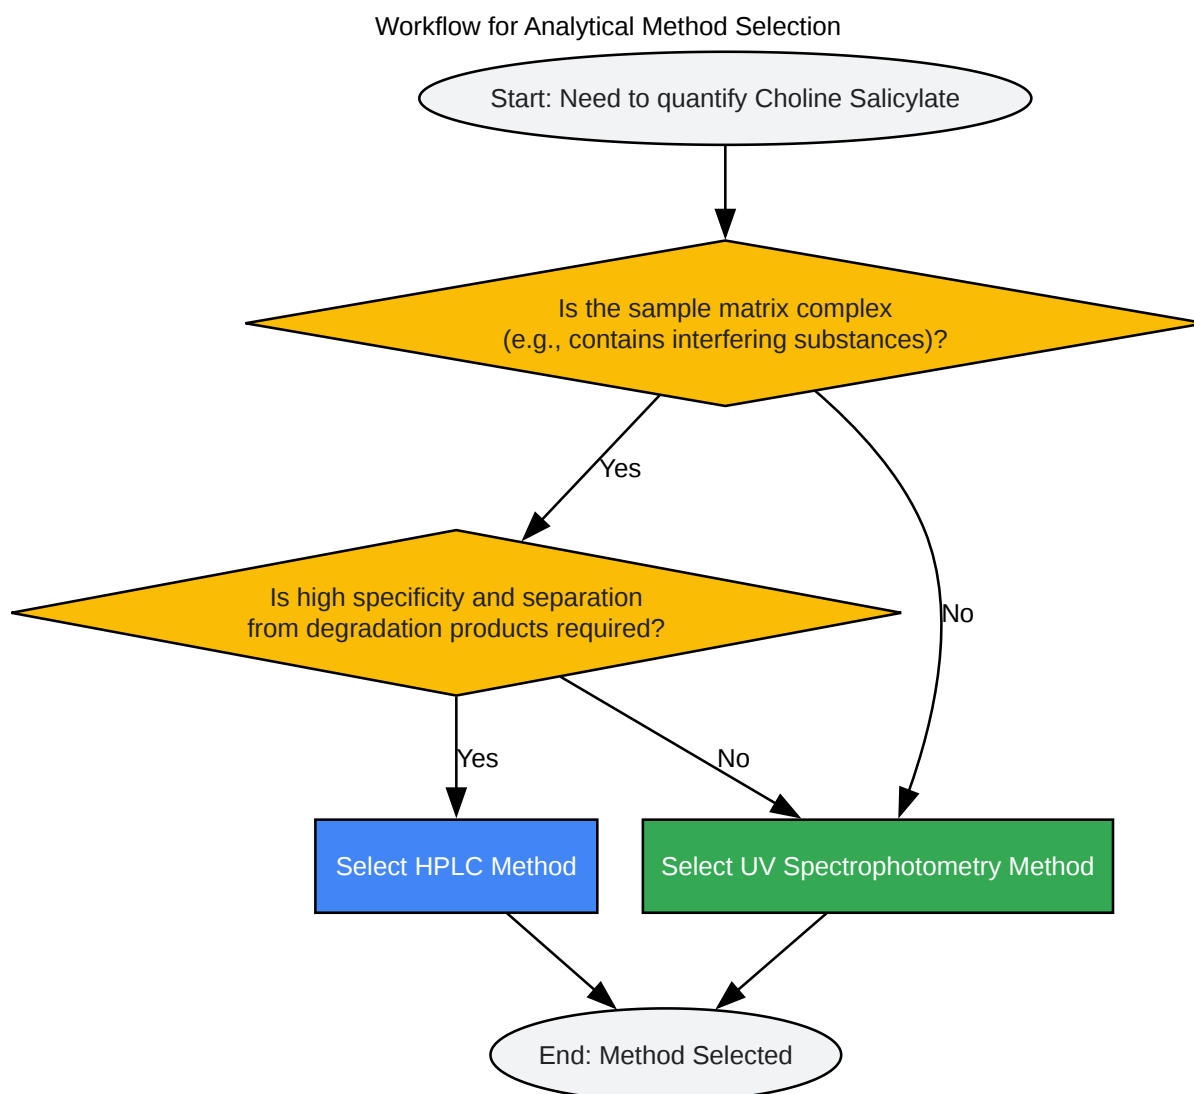 Workflow for Analytical Method Selection
Start: Need to quantify Choline Salicylate
Is the sample matrix complex
(e.g., contains interfering substances)?
Yes
Is high specificity and separation
from degradation products required?
No
Yes
No
Select HPLC Method
Select UV Spectrophotometry Method
End: Method Selected